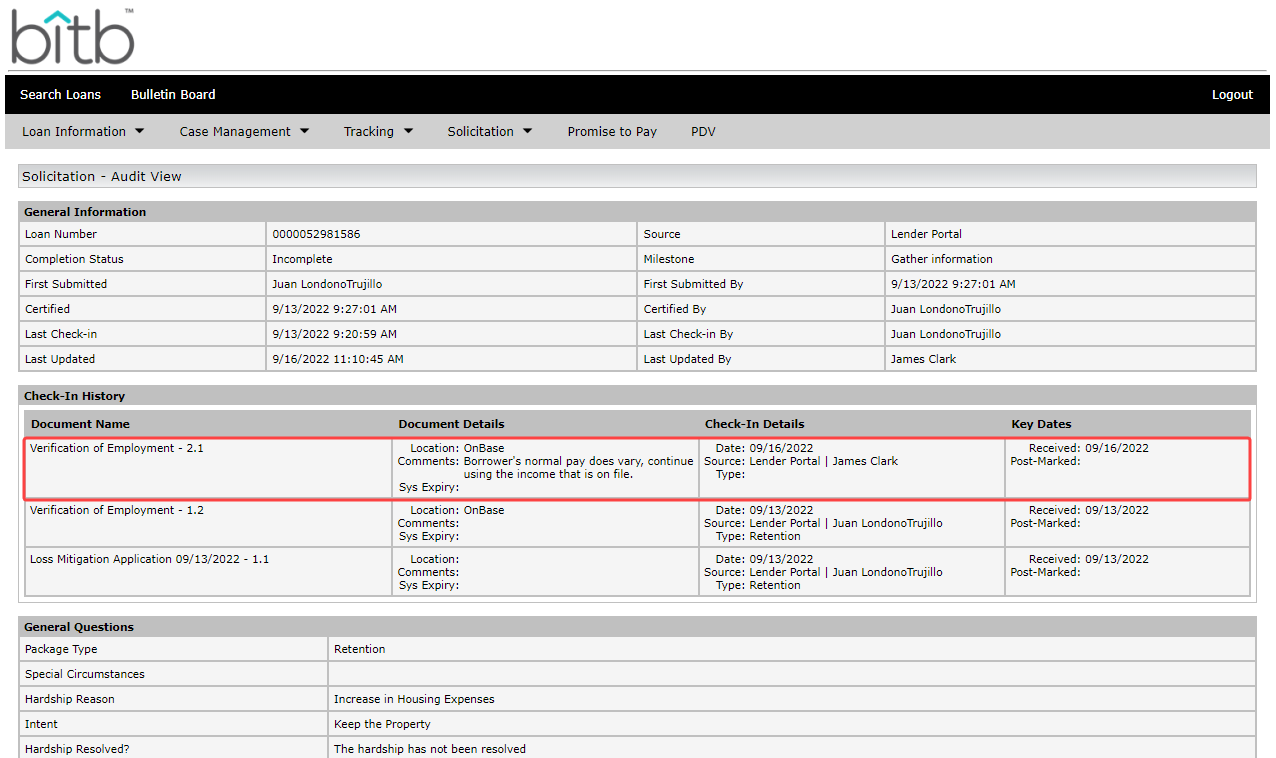 bitb™
Search Loans Bulletin Board Logout
Loan Information Case Management Tracking Solicitation Promise to Pay PDV
Solicitation - Audit View
General Information
Loan Number 0000052981586 Source Lender Portal
Completion Status Incomplete Milestone Gather information
First Submitted Juan LondonoTrujillo First Submitted By 9/13/2022 9:27:01 AM
Certified 9/13/2022 9:27:01 AM Certified By Juan LondonoTrujillo
Last Check-in 9/13/2022 9:20:59 AM Last Check-in By Juan LondonoTrujillo
Last Updated 9/16/2022 11:10:45 AM Last Updated By James Clark
Check-In History
Document Name Document Details Check-In Details Key Dates
Verification of Employment - 2.1 Location: OnBase Date: 09/16/2022 Received: 09/16/2022
Comments: Borrower's normal pay does vary, continue Source: Lender Portal | James Clark Post-Marked:
using the income that is on file. Type:
Sys Expiry:
Verification of Employment - 1.2 Location: OnBase Date: 09/13/2022 Received: 09/13/2022
Comments: Source: Lender Portal | Juan LondonoTrujillo Post-Marked:
Sys Expiry: Type: Retention
Loss Mitigation Application 09/13/2022 - 1.1 Location: Date: 09/13/2022 Received: 09/13/2022
Comments: Source: Lender Portal | Juan LondonoTrujillo Post-Marked:
Sys Expiry: Type: Retention
General Questions
Package Type Retention
Special Circumstances
Hardship Reason Increase in Housing Expenses
Intent Keep the Property
Hardship Resolved? The hardship has not been resolved